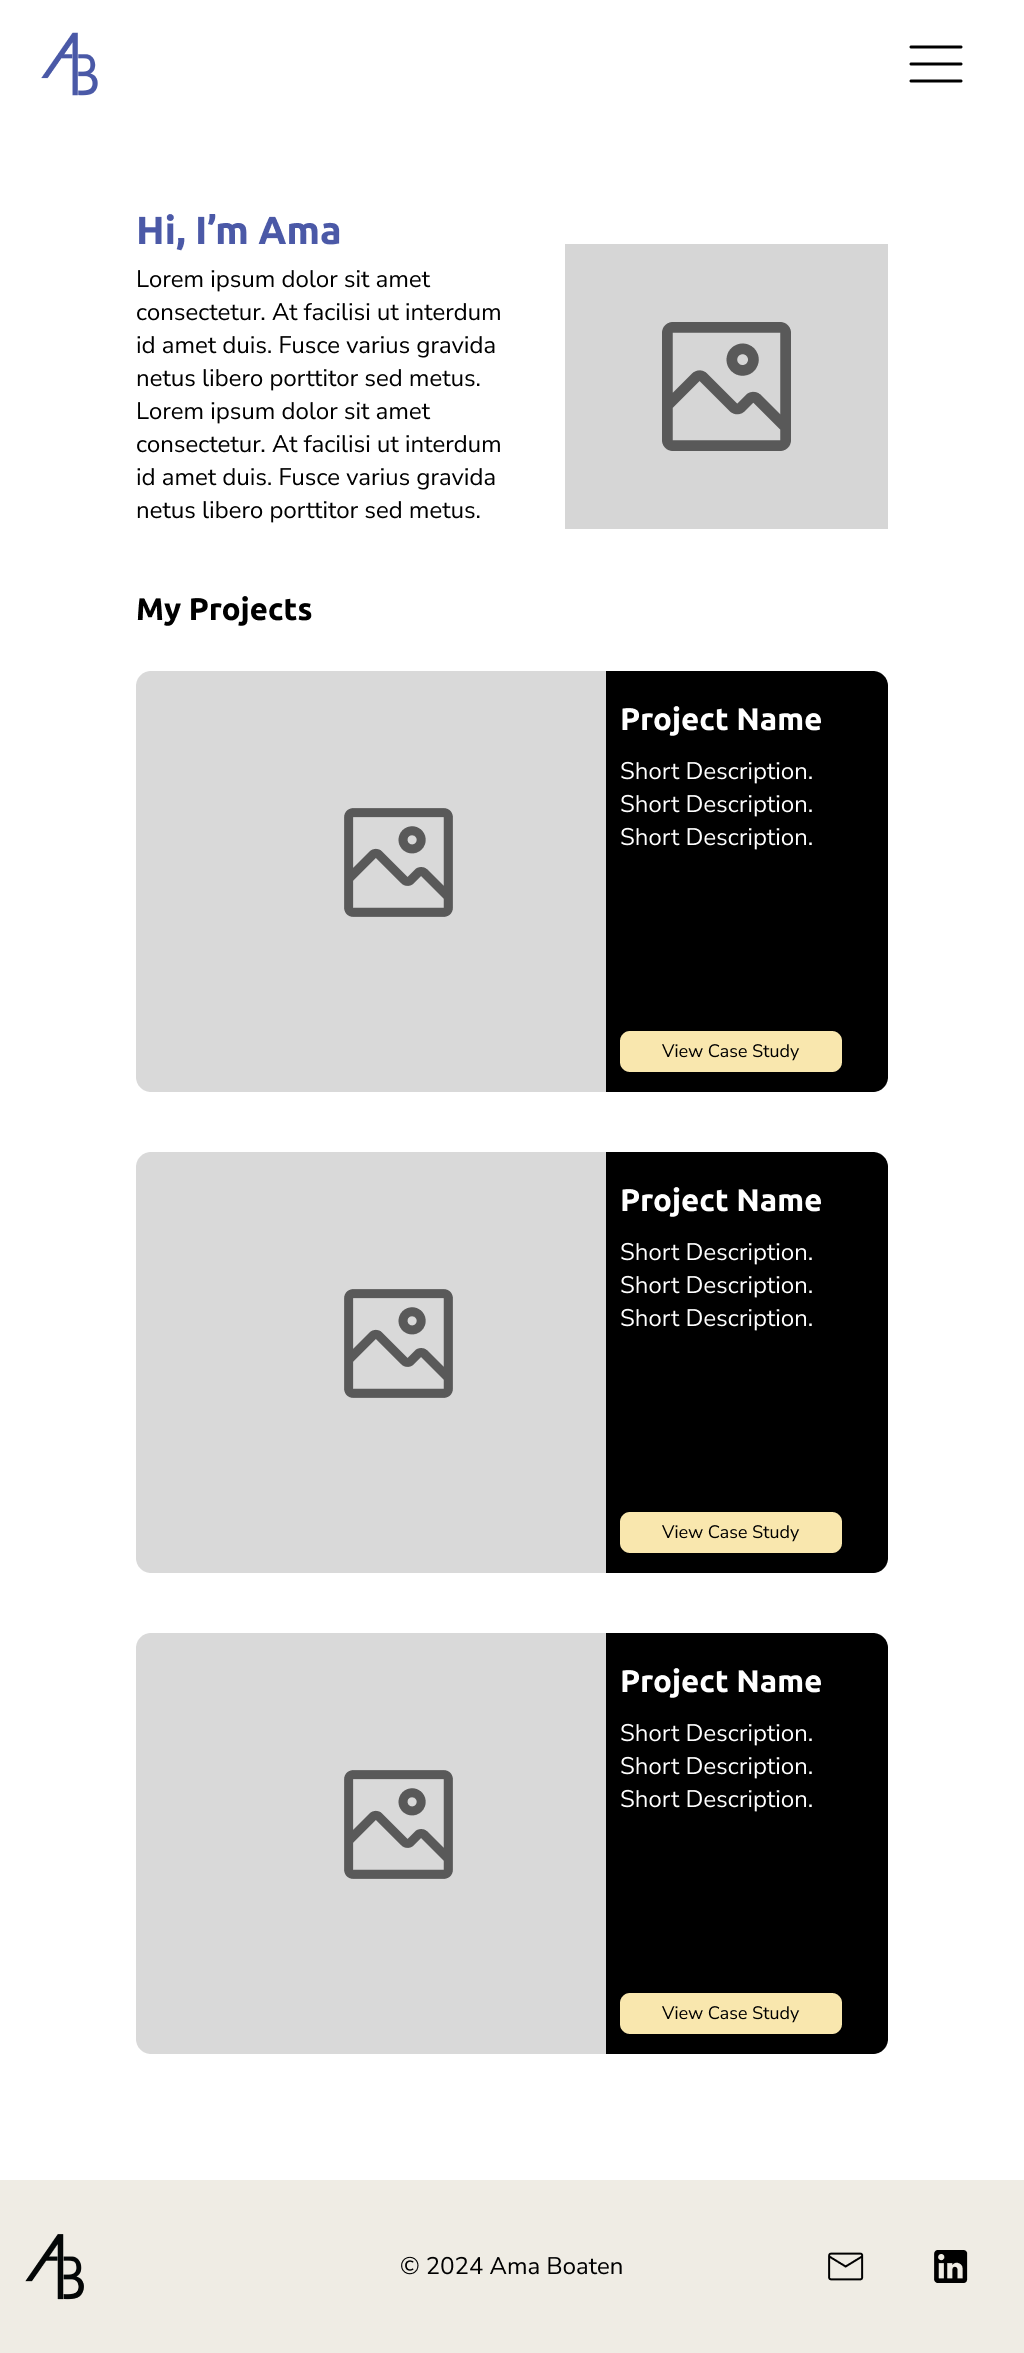 AB
Hi, I’m Ama
Lorem ipsum dolor sit amet
consectetur. At facilisi ut interdum
id amet duis. Fusce varius gravida
netus libero porttitor sed metus.
Lorem ipsum dolor sit amet
consectetur. At facilisi ut interdum
id amet duis. Fusce varius gravida
netus libero porttitor sed metus.
My Projects
Project Name
Short Description.
Short Description.
Short Description.
View Case Study
Project Name
Short Description.
Short Description.
Short Description.
View Case Study
Project Name
Short Description.
Short Description.
Short Description.
View Case Study
AB
© 2024 Ama Boaten
in